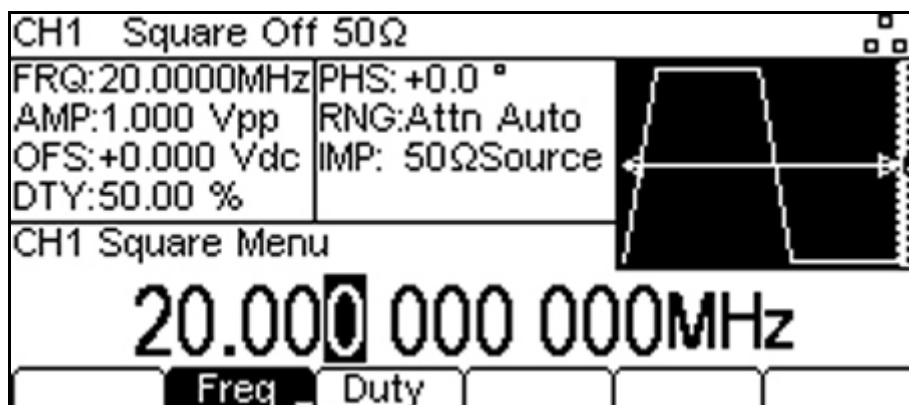 CH1 Square Off 50Ω
FRQ:20.0000MHz
AMP:1.000 Vpp
OFS:+0.000 Vdc
DTY:50.00 %
PHS:+0.0 °
RNG:Attn Auto
IMP: 50ΩSource
CH1 Square Menu
20.000 000 000MHz
Freq
Duty